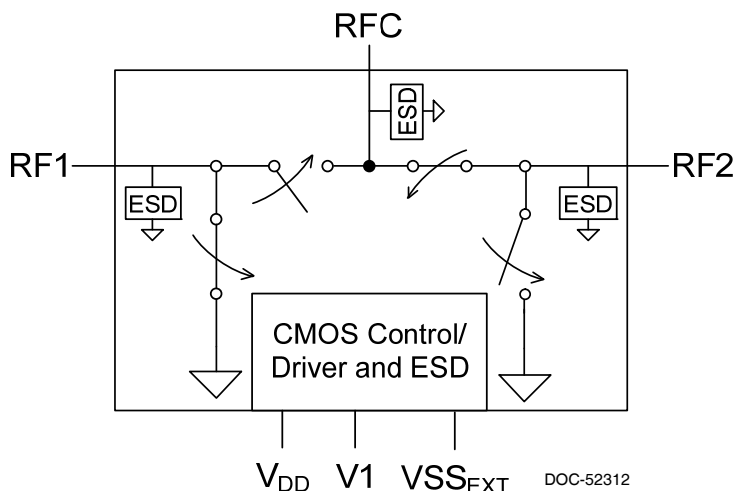 RFC
ESD
RF1
RF2
ESD
ESD
CMOS Control/
Driver and ESD
VDD V1 VSSEXT DOC-52312